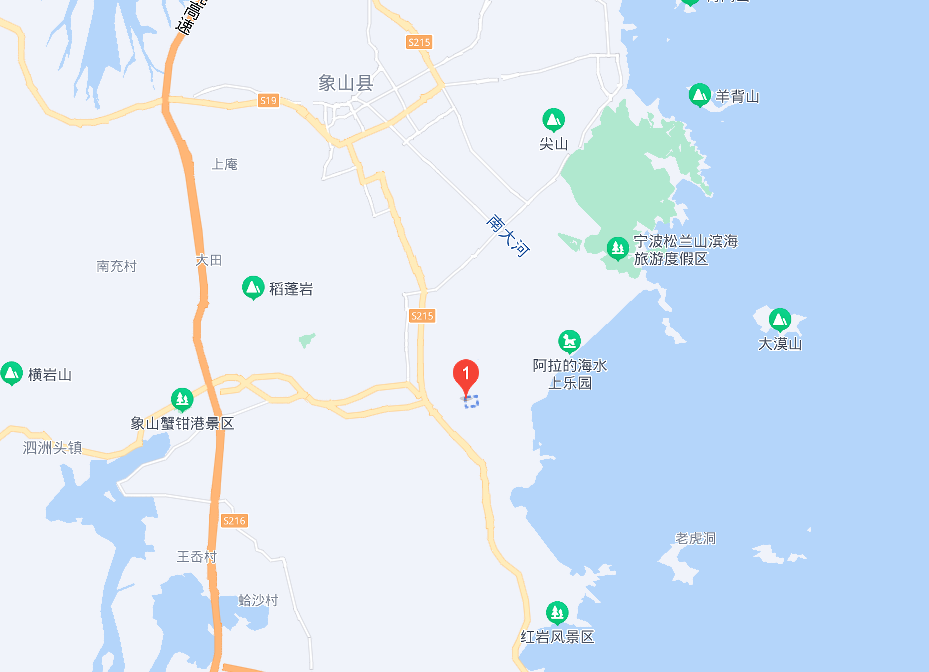 高速
S215
象山县
S19
羊背山
尖山
上庵
南大河
宁波松兰山滨海
旅游度假区
大田
南充村
稻蓬岩
S215
大漠山
阿拉的海水
上乐园
1
横岩山
象山蟹钳港景区
泗洲头镇
S216
老虎洞
王岙村
蛤沙村
红岩风景区